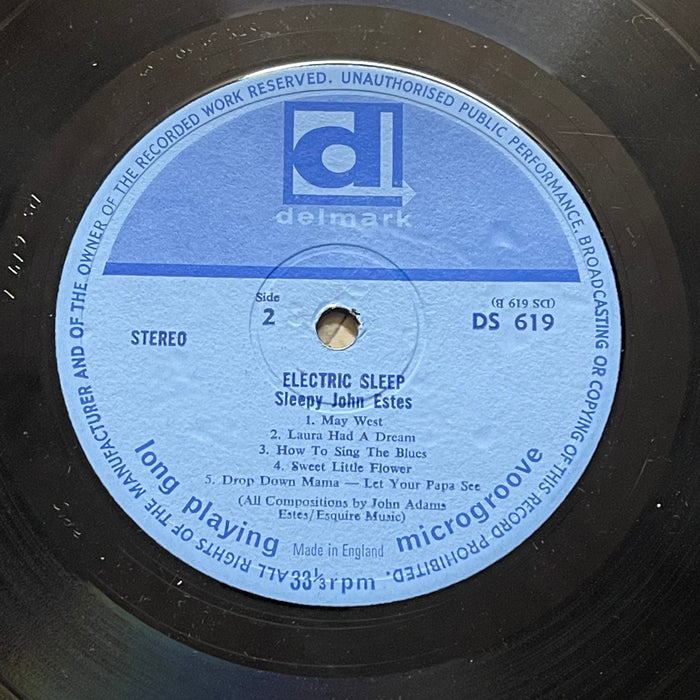 ALL RIGHTS OF THE MANUFACTURER AND OF THE OWNER OF THE RECORDED WORK RESERVED. UNAUTHORISED PUBLIC PERFORMANCE, BROADCASTING OR COPYING OF THIS RECORD PROHIBITED.
d
delmark
Side
2
STEREO
(DS 619 B)
DS 619
ELECTRIC SLEEP
Sleepy John Estes
1. May West
2. Laura Had A Dream
3. How To Sing The Blues
4. Sweet Little Flower
5. Drop Down Mama — Let Your Papa See
(All Compositions by John Adams
Estes/Esquire Music)
Made in England
long playing 33⅓ rpm microgroove